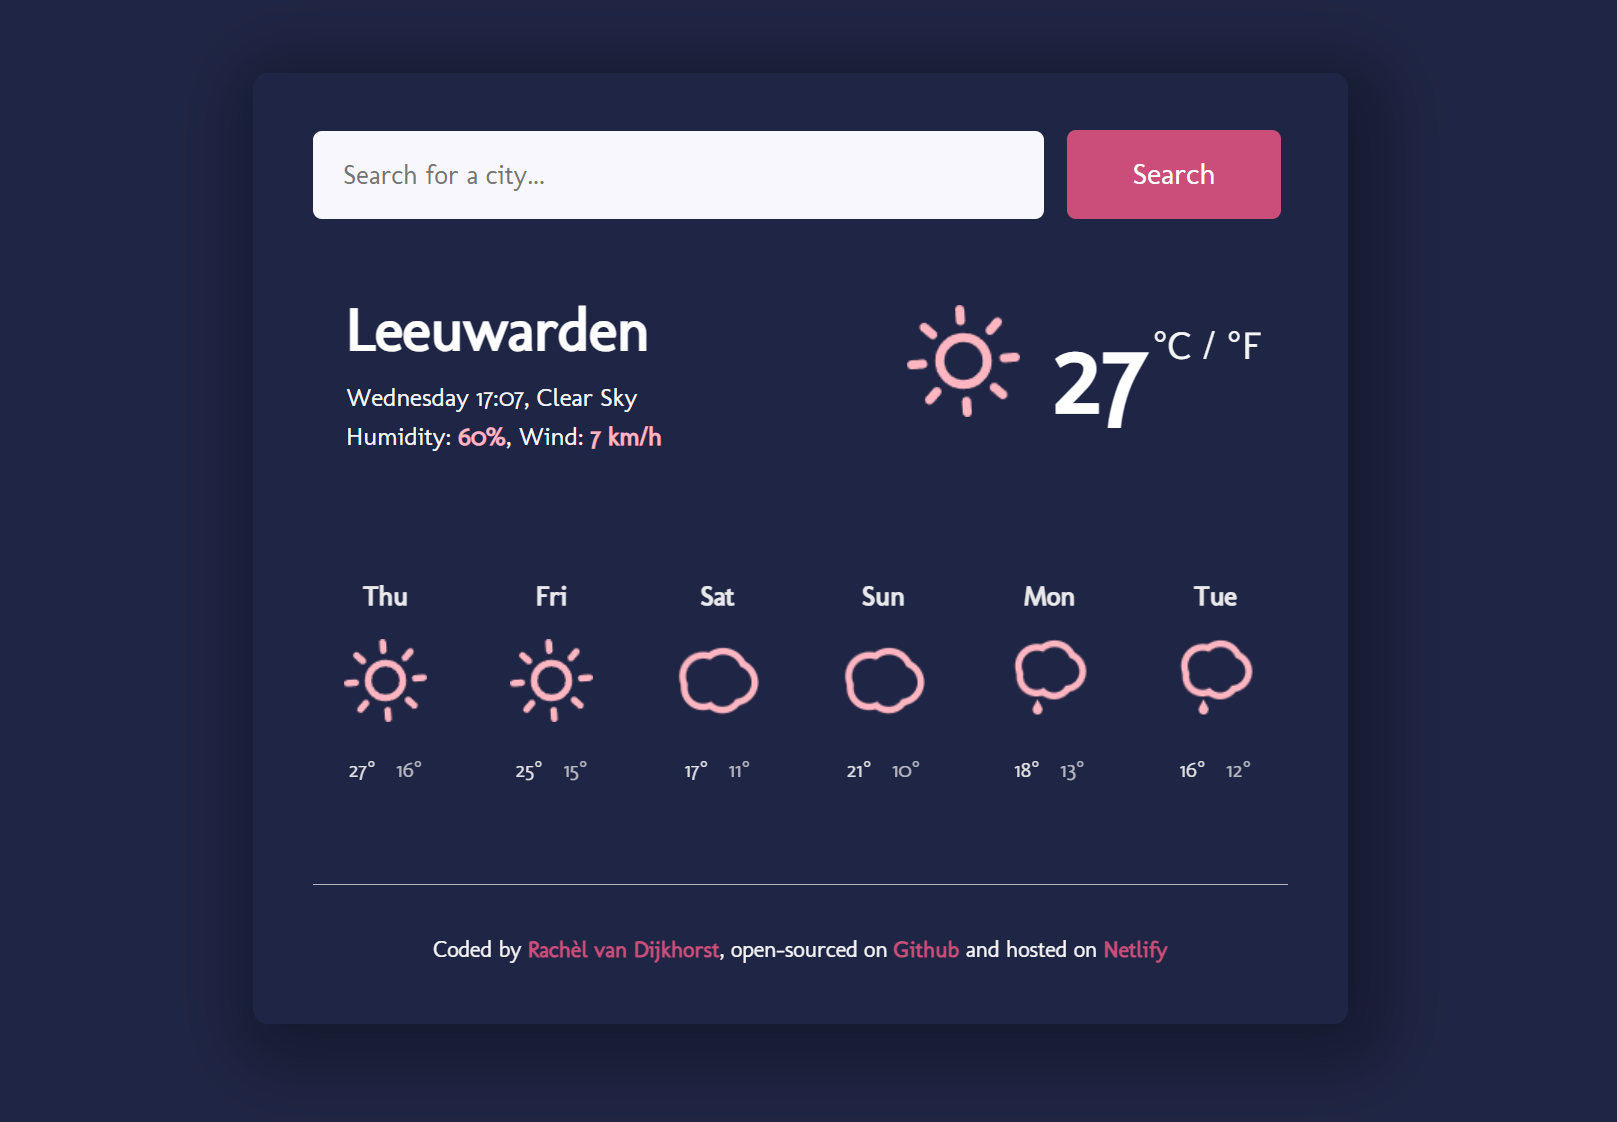 Search for a city...
Search
Leeuwarden
Wednesday 17:07, Clear Sky
Humidity: 60%, Wind: 7 km/h
27 °C / °F
Thu Fri Sat Sun Mon Tue
27° 16° 25° 15° 17° 11° 21° 10° 18° 13° 16° 12°
Coded by Rachèl van Dijkhorst, open-sourced on Github and hosted on Netlify